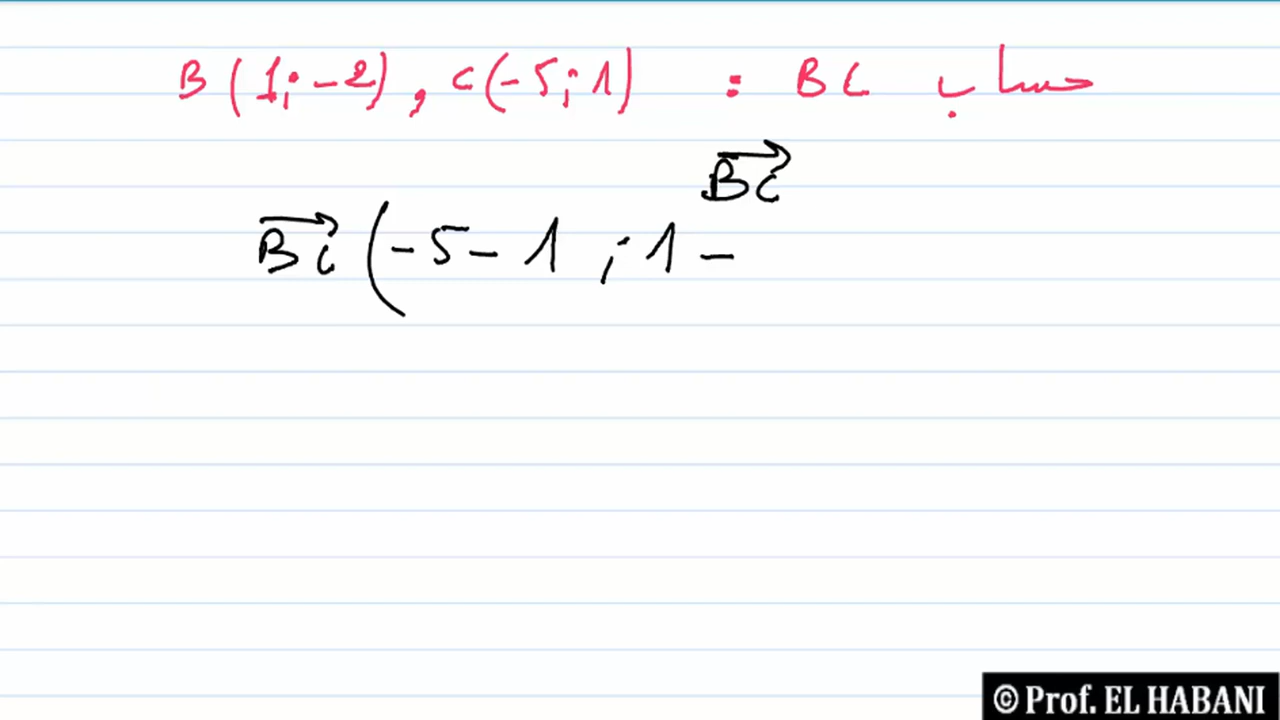 حساب BC : B(1;-2), C(-5;1)
BC
BC (-5-1 ; 1 -
© Prof. EL HABANI